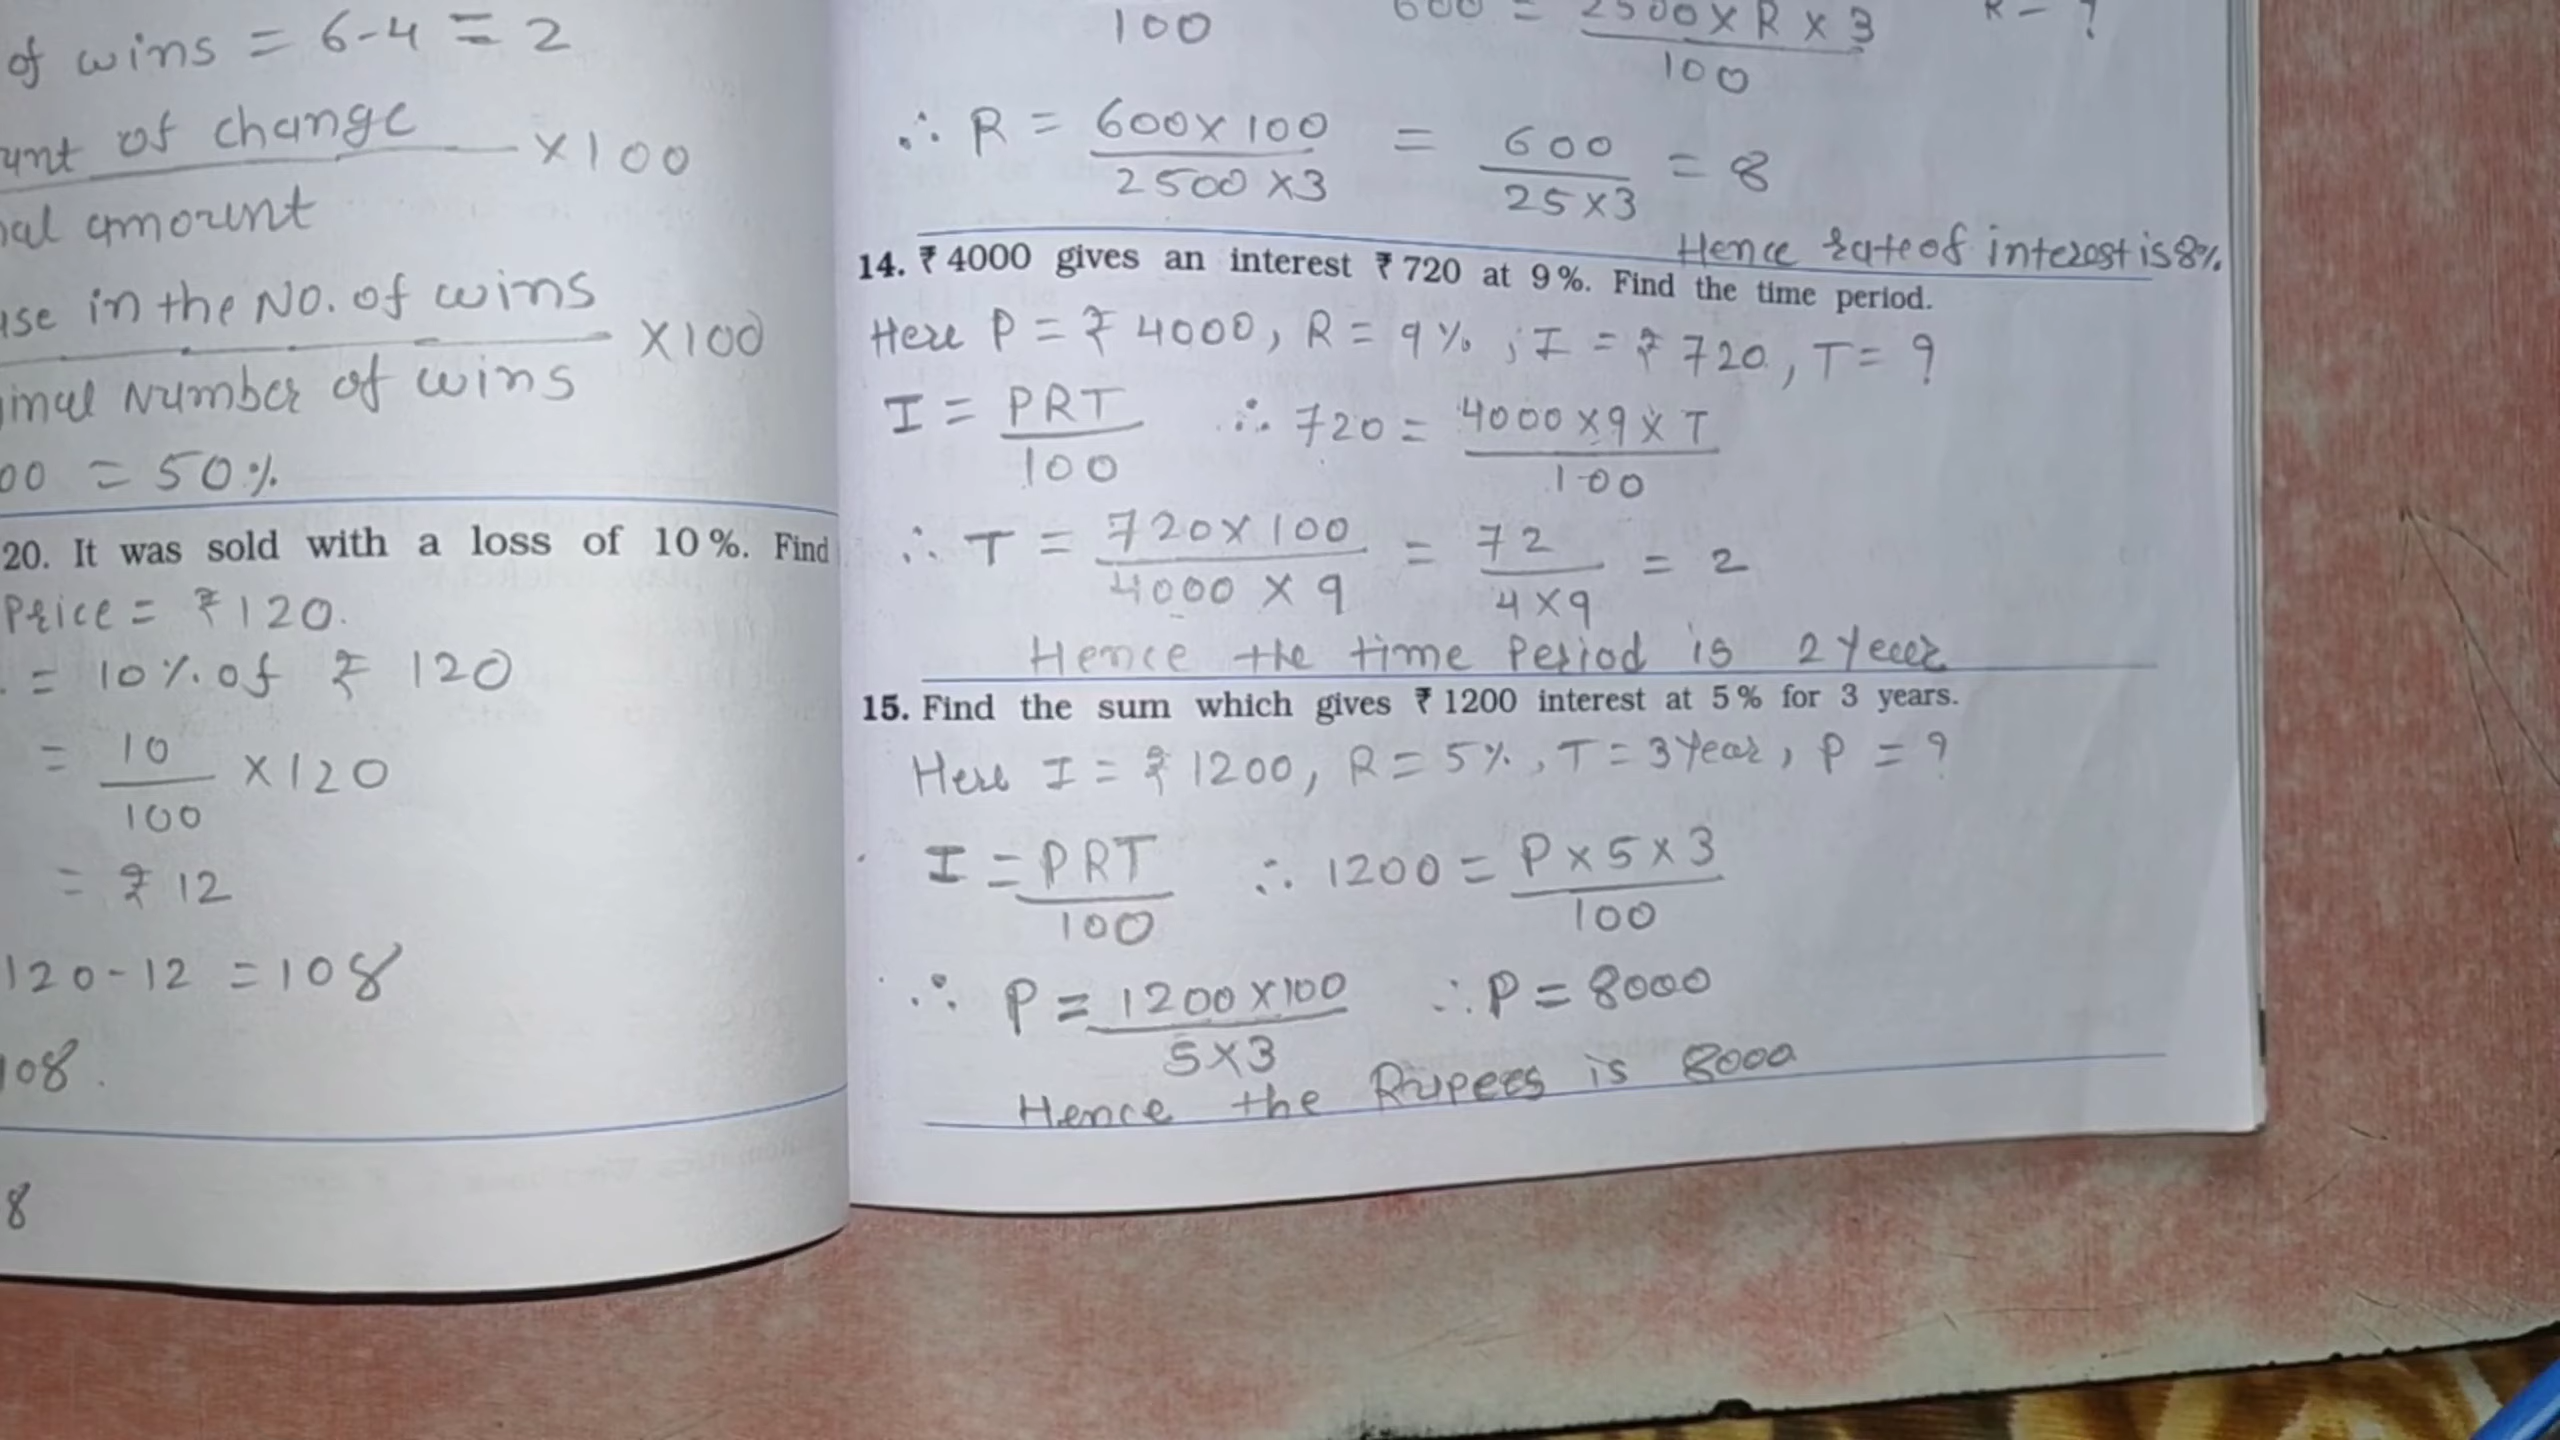 of wins = 6-4 = 2
of change
× 100
amount
in the No. of wins
× 100
Number of wins
= 50 %
20. It was sold with a loss of 10 %. Find
Price = ₹ 120.
= 10 % of ₹ 120
= 10 × 120
100
= ₹ 12
120 - 12 = 108
108.
8
100
600 = 2500 × R × 3
100
R = ?
∴ R = 600 × 100 = 600 = 8
2500 × 3 25 × 3
Hence rate of interest is 8%.
14. ₹ 4000 gives an interest ₹ 720 at 9 %. Find the time period.
Here P = ₹ 4000, R = 9 %, I = ₹ 720, T = ?
I = PRT ∴ 720 = 4000 × 9 × T
100 100
∴ T = 720 × 100 = 72 = 2
4000 × 9 4 × 9
Hence the time Period is 2 Year
15. Find the sum which gives ₹ 1200 interest at 5 % for 3 years.
Here I = ₹ 1200, R = 5 %, T = 3 Year, P = ?
I = PRT ∴ 1200 = P × 5 × 3
100 100
∴ P = 1200 × 100 ∴ P = 8000
5 × 3
Hence the Rupees is 8000